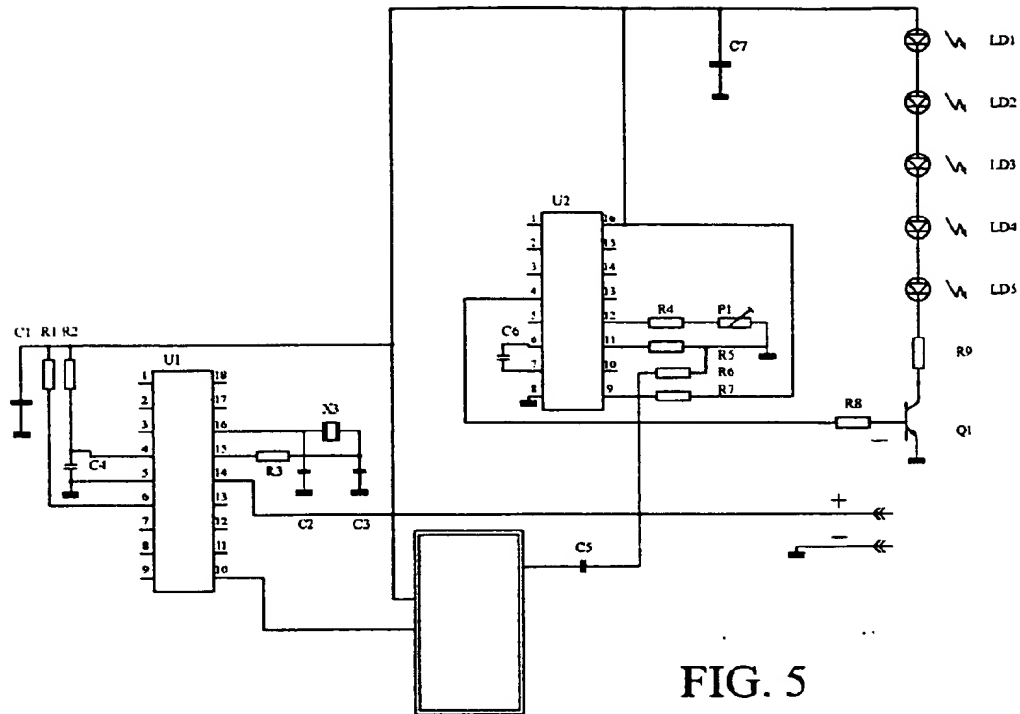 C7
LD1
LD2
LD3
LD4
LD5
R9
Q1
R8
U2
1 16
2 15
3 14
4 13
5 12
6 11
7 10
8 9
C6
R4 P1
R5
R6
R7
C1 R1 R2
U1
1 18
2 17
3 16
4 15
5 14
6 13
7 12
8 11
9 10
C4
X3
R3
C2 C3
+
−
−
C5
FIG. 5